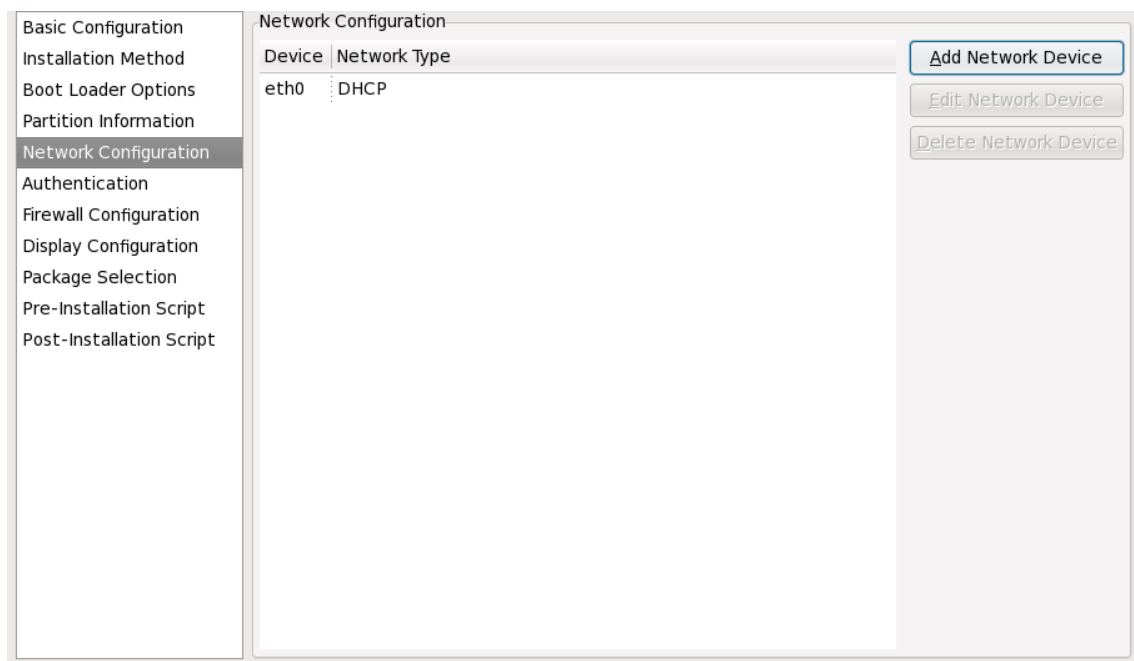 Basic Configuration
Installation Method
Boot Loader Options
Partition Information
Network Configuration
Authentication
Firewall Configuration
Display Configuration
Package Selection
Pre-Installation Script
Post-Installation Script
Network Configuration
Device Network Type
eth0 DHCP
Add Network Device
Edit Network Device
Delete Network Device